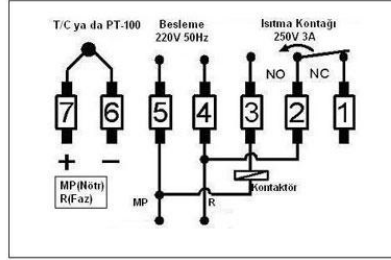 T/C ya da PT-100
Besleme
220V 50Hz
Isıtma Kontağı
250V 3A
NO
NC
7
6
5
4
3
2
1
+
−
MP(Nötr)
R(Faz)
MP
R
Kontaktör